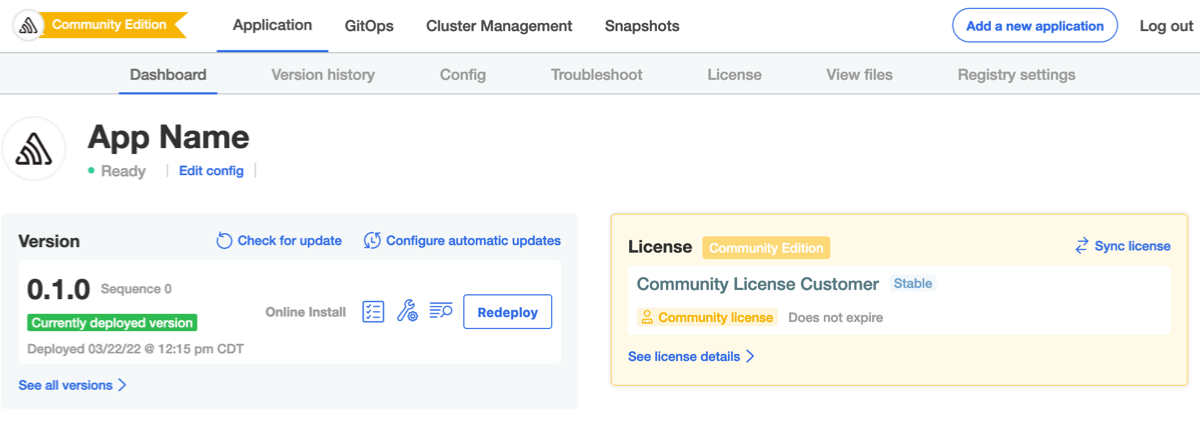 Community Edition Application GitOps Cluster Management Snapshots Add a new application Log out
Dashboard Version history Config Troubleshoot License View files Registry settings
App Name
Ready Edit config
Version Check for update Configure automatic updates
0.1.0 Sequence 0
Currently deployed version
Deployed 03/22/22 @ 12:15 pm CDT
Online Install Redeploy
See all versions
License Community Edition Sync license
Community License Customer Stable
Community license Does not expire
See license details